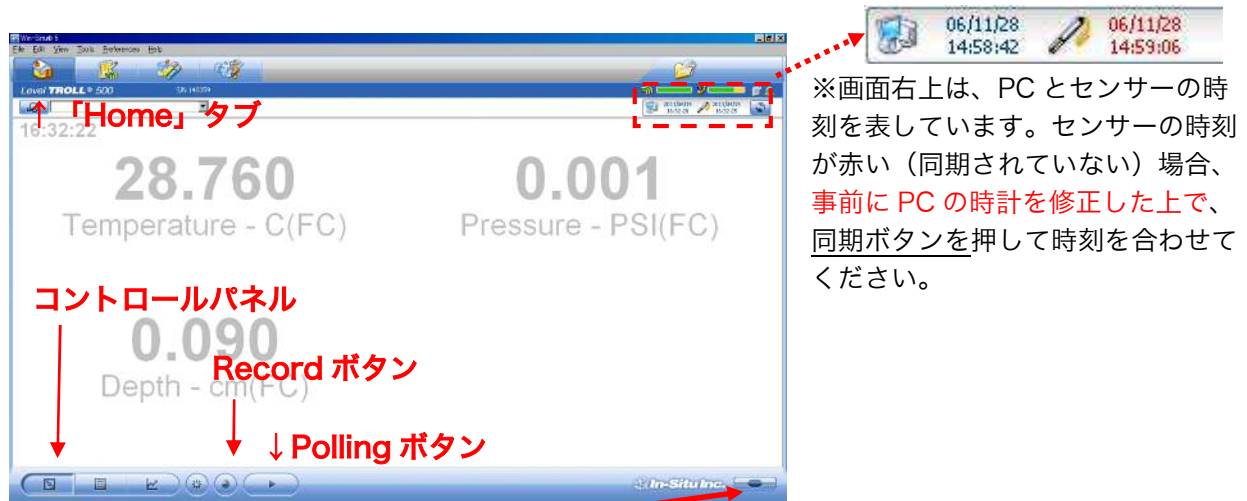 06/11/28 06/11/28
14:58:42 14:59:06
Win-Situ® 5
File Edit View Tools Preferences Help
Level TROLL® 500
↑「Home」タブ
16:32:22
28.760
Temperature - C(FC)
0.001
Pressure - PSI(FC)
コントロールパネル
0.090
Depth - cm(FC)
Record ボタン
↓Polling ボタン
In-Situ Inc.
※画面右上は、PC とセンサーの時
刻を表しています。センサーの時刻
が赤い（同期されていない）場合、
事前に PC の時計を修正した上で、
同期ボタンを押して時刻を合わせて
ください。